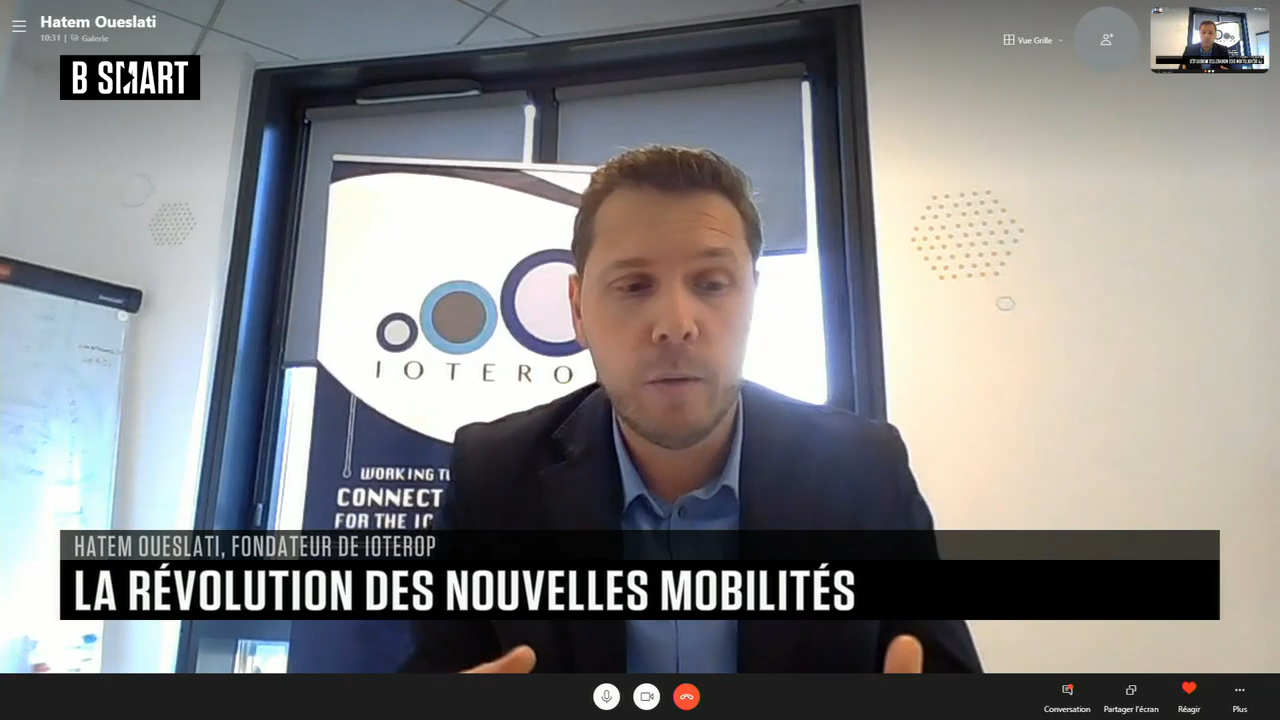 Hatem Oueslati
10:31 | Galerie
Vue Grille
B SMART
IOTERO
WORKING T
CONNECT
FOR THE IO
HATEM OUESLATI, FONDATEUR DE IOTEROP
LA RÉVOLUTION DES NOUVELLES MOBILITÉS
Conversation
Partager l'écran
Réagir
Plus